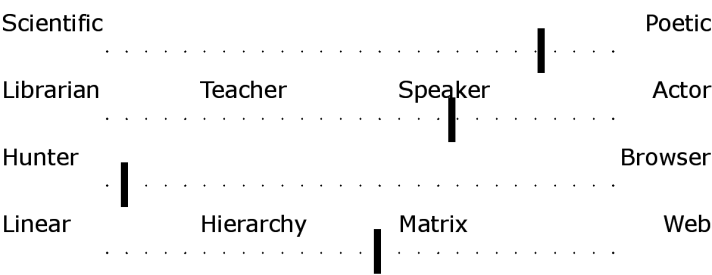 Scientific Poetic
Librarian Teacher Speaker Actor
Hunter Browser
Linear Hierarchy Matrix Web